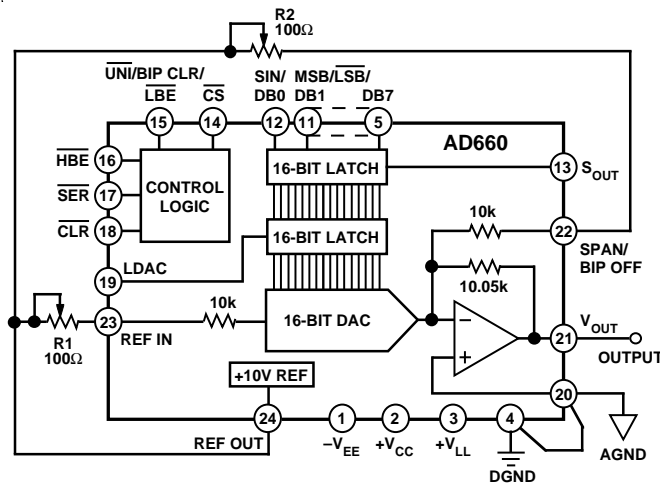 R2
100Ω
UNI/BIP CLR/
LBE
CS
SIN/
DB0
MSB/LSB/
DB1
DB7
15
14
12
11
5
AD660
HBE
16
SER
17
CLR
18
CONTROL
LOGIC
16-BIT LATCH
13
SOUT
10k
22
SPAN/
BIP OFF
16-BIT LATCH
LDAC
19
10.05k
10k
16-BIT DAC
R1
100Ω
23
REF IN
−
+
VOUT
21
OUTPUT
+10V REF
20
24
1
2
3
4
REF OUT
−VEE
+VCC
+VLL
DGND
AGND